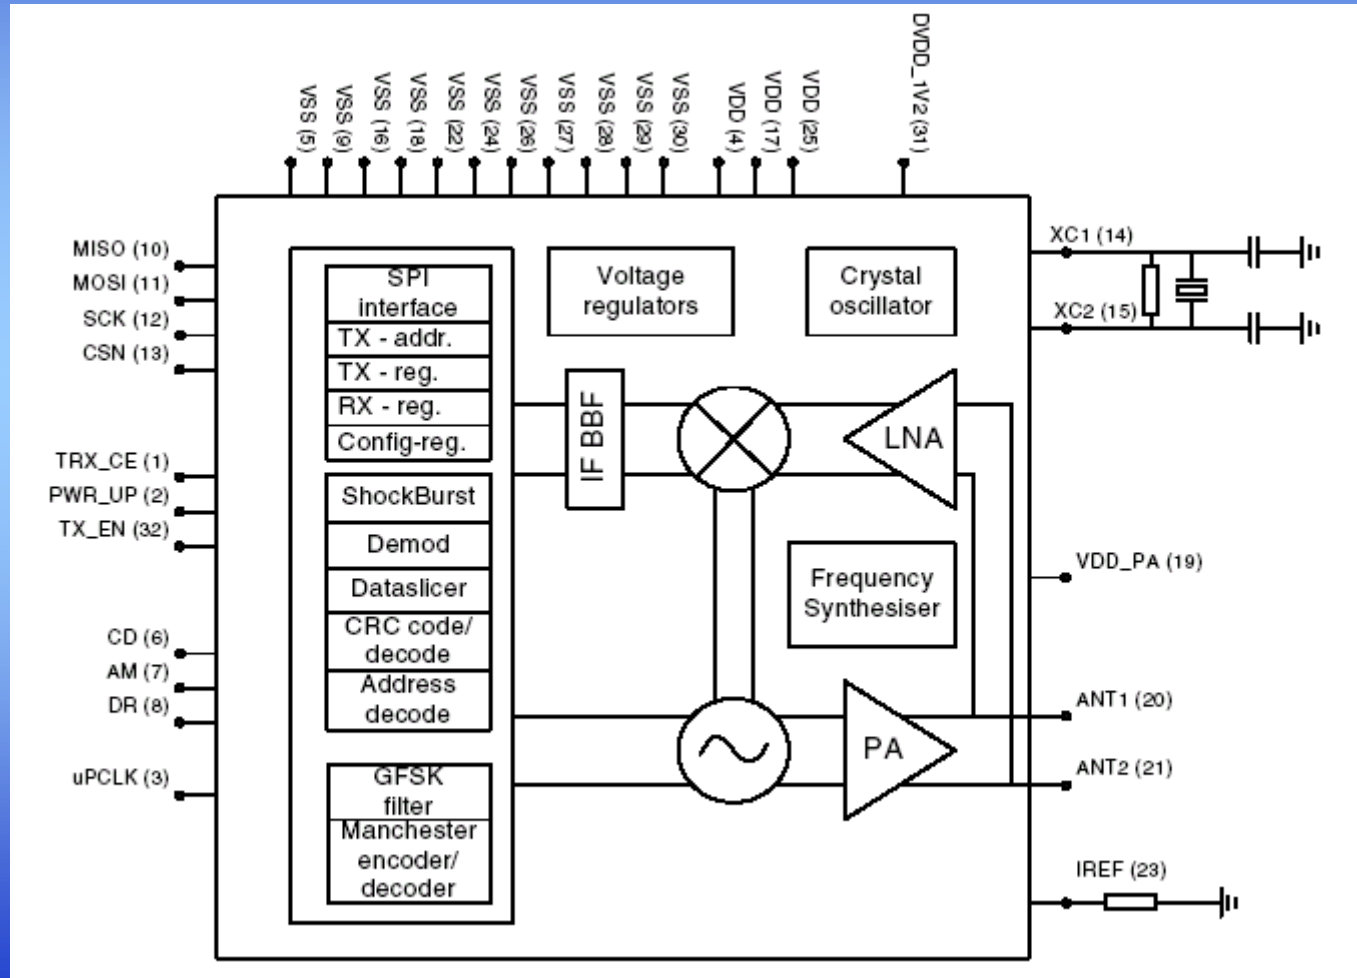 VSS (5)
VSS (9)
VSS (16)
VSS (18)
VSS (22)
VSS (24)
VSS (26)
VSS (27)
VSS (28)
VSS (29)
VSS (30)
VDD (4)
VDD (17)
VDD (25)
DVDD_1V2 (31)
MISO (10)
MOSI (11)
SCK (12)
CSN (13)
TRX_CE (1)
PWR_UP (2)
TX_EN (32)
CD (6)
AM (7)
DR (8)
uPCLK (3)
SPI
interface
TX - addr.
TX - reg.
RX - reg.
Config-reg.
ShockBurst
Demod
Dataslicer
CRC code/
decode
Address
decode
GFSK
filter
Manchester
encoder/
decoder
Voltage
regulators
Crystal
oscillator
IF BBF
LNA
Frequency
Synthesiser
PA
XC1 (14)
XC2 (15)
VDD_PA (19)
ANT1 (20)
ANT2 (21)
IREF (23)